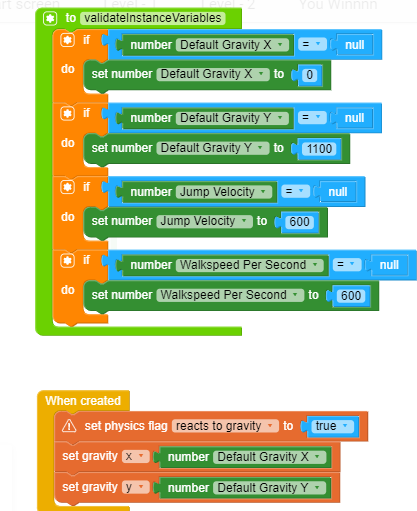 rt screen Level - 1 Level - 2 You Winnnn
to validateInstanceVariables
if number Default Gravity X = null
do set number Default Gravity X to 0
if number Default Gravity Y = null
do set number Default Gravity Y to 1100
if number Jump Velocity = null
do set number Jump Velocity to 600
if number Walkspeed Per Second = null
do set number Walkspeed Per Second to 600
When created
set physics flag reacts to gravity to true
set gravity x number Default Gravity X
set gravity y number Default Gravity Y